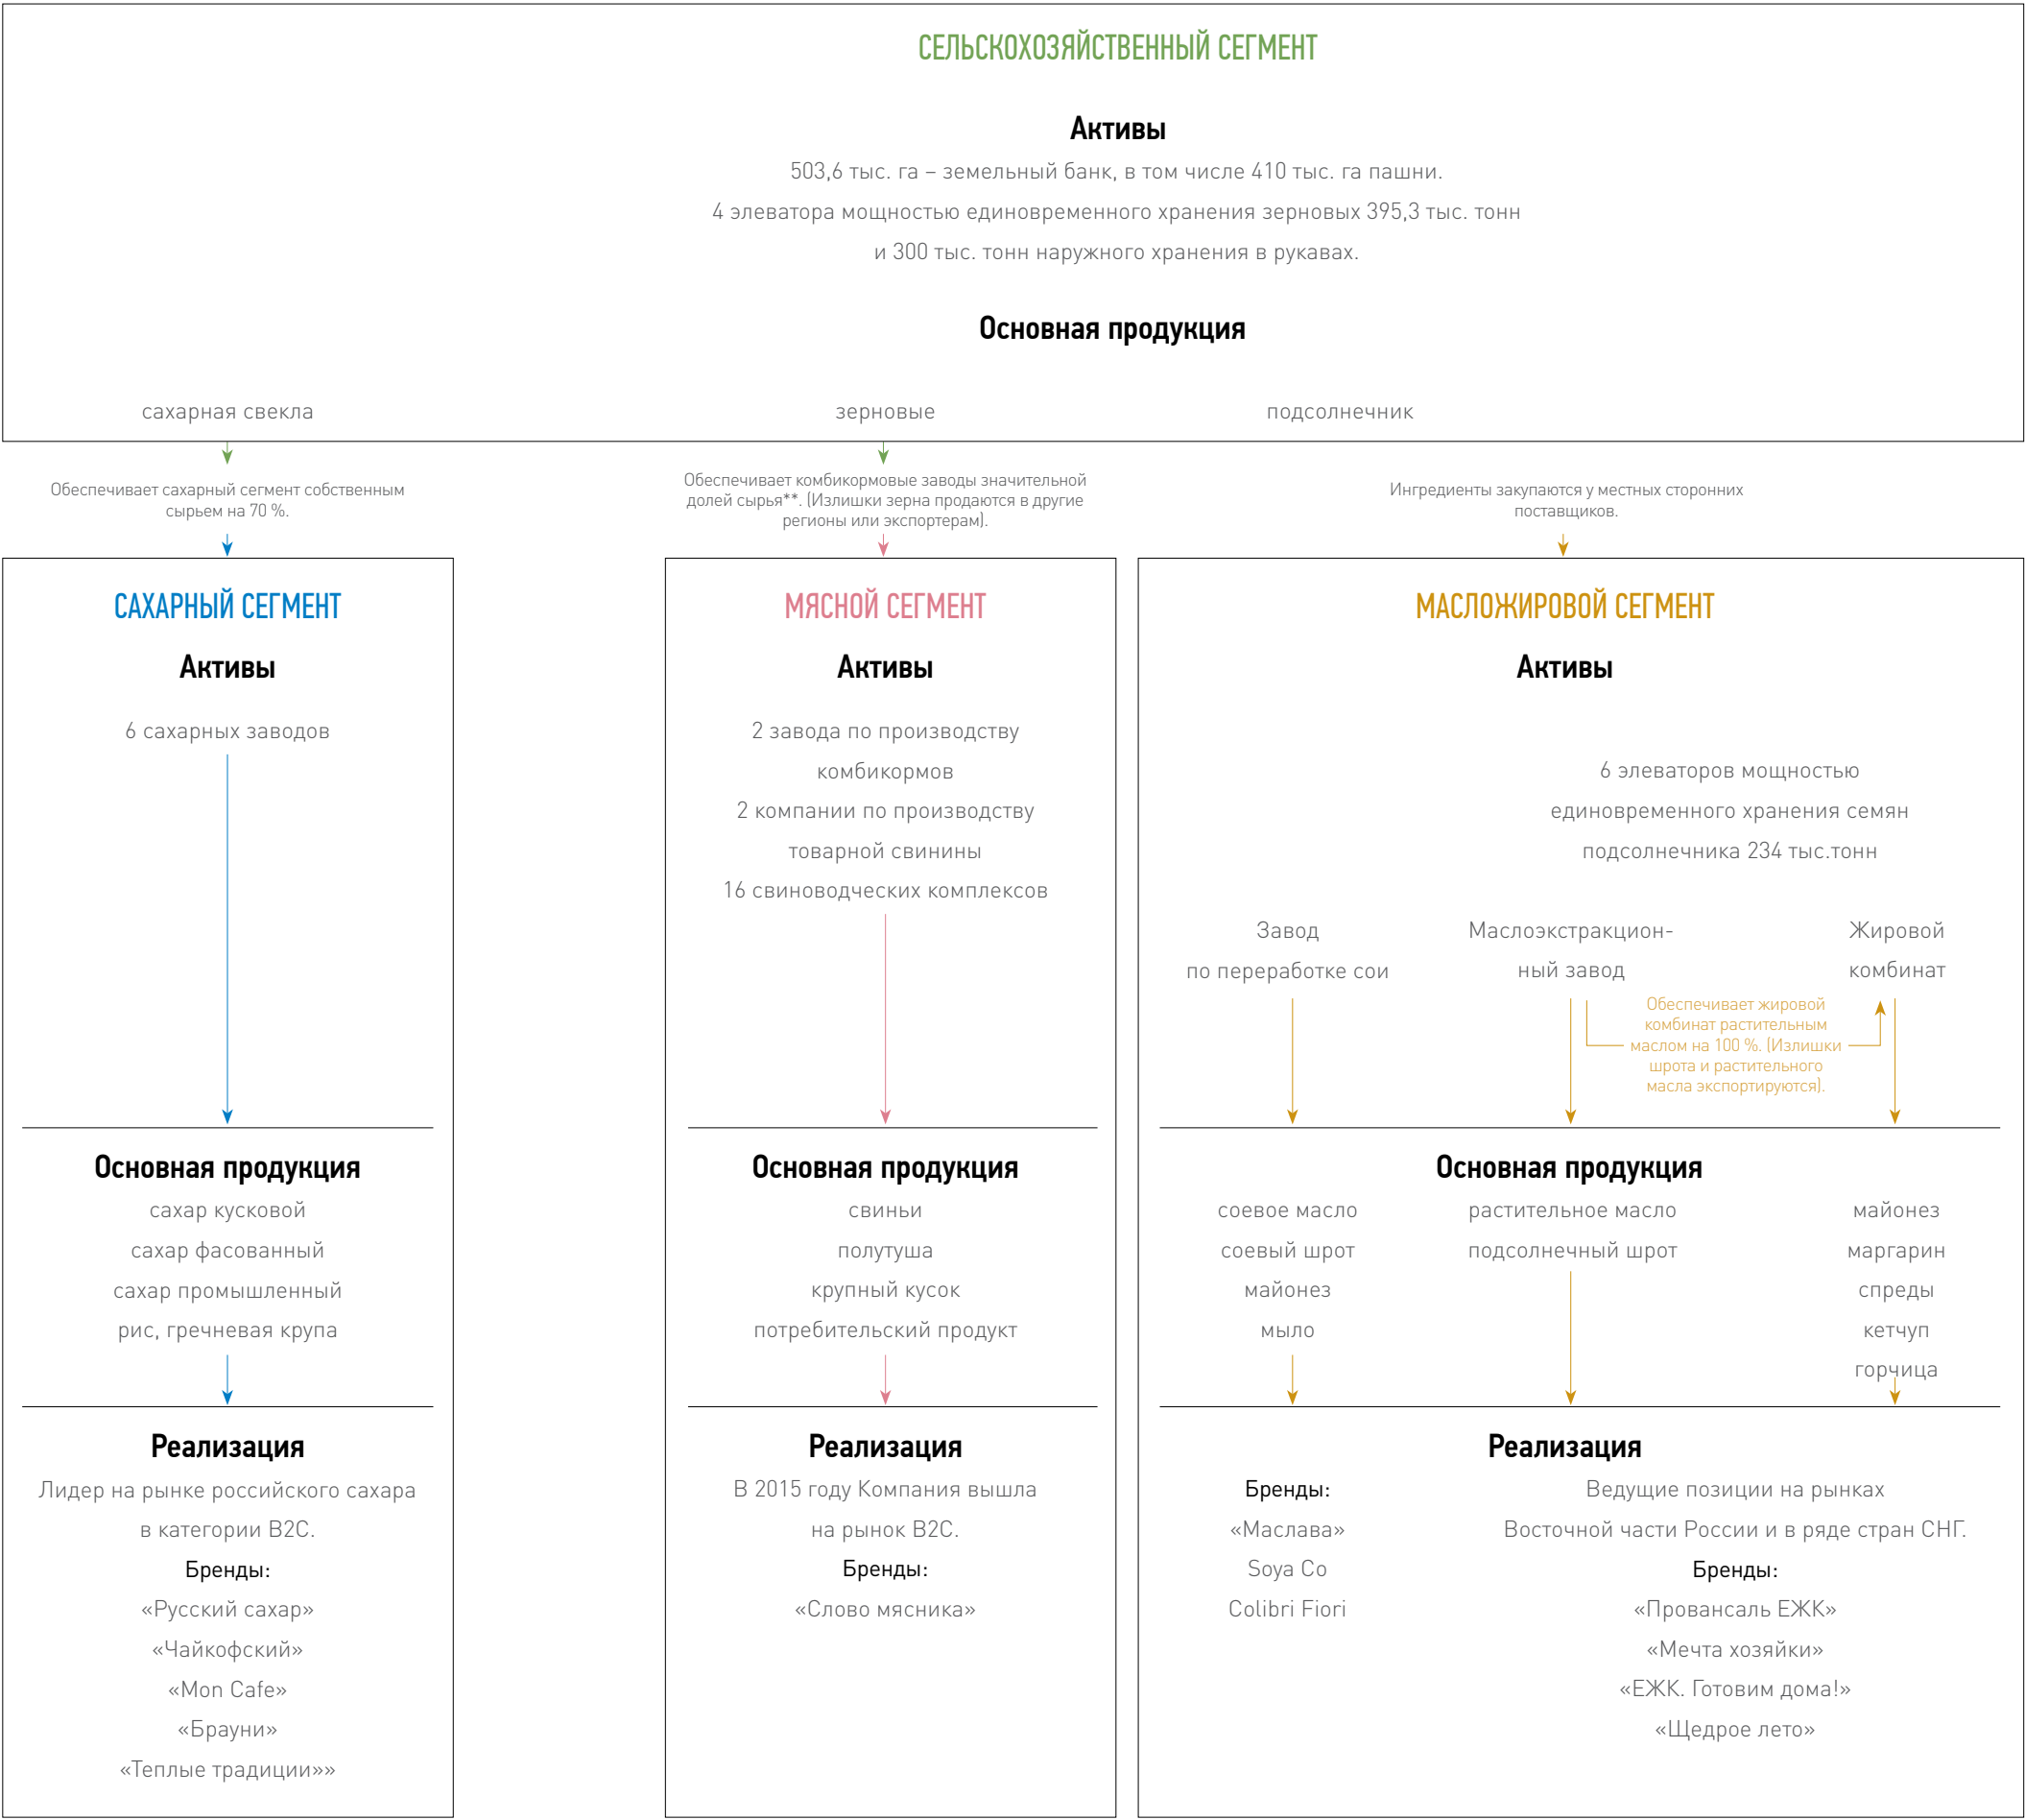 СЕЛЬСКОХОЗЯЙСТВЕННЫЙ СЕГМЕНТ
Активы
503,6 тыс. га – земельный банк, в том числе 410 тыс. га пашни.
4 элеватора мощностью единовременного хранения зерновых 395,3 тыс. тонн
и 300 тыс. тонн наружного хранения в рукавах.
Основная продукция
сахарная свекла
зерновые
подсолнечник
Обеспечивает сахарный сегмент собственным
сырьем на 70 %.
Обеспечивает комбикормовые заводы значительной
долей сырья**. (Излишки зерна продаются в другие
регионы или экспортерам).
Ингредиенты закупаются у местных сторонних
поставщиков.
САХАРНЫЙ СЕГМЕНТ
Активы
6 сахарных заводов
Основная продукция
сахар кусковой
сахар фасованный
сахар промышленный
рис, гречневая крупа
Реализация
Лидер на рынке российского сахара
в категории B2C.
Бренды:
«Русский сахар»
«Чайкофский»
«Mon Cafe»
«Брауни»
«Теплые традиции»»
МЯСНОЙ СЕГМЕНТ
Активы
2 завода по производству
комбикормов
2 компании по производству
товарной свинины
16 свиноводческих комплексов
Основная продукция
свиньи
полутуша
крупный кусок
потребительский продукт
Реализация
В 2015 году Компания вышла
на рынок B2C.
Бренды:
«Слово мясника»
МАСЛОЖИРОВОЙ СЕГМЕНТ
Активы
6 элеваторов мощностью
единовременного хранения семян
подсолнечника 234 тыс.тонн
Завод
по переработке сои
Маслоэкстракцион-
ный завод
Жировой
комбинат
Обеспечивает жировой
комбинат растительным
маслом на 100 %. (Излишки
шрота и растительного
масла экспортируются).
Основная продукция
соевое масло
соевый шрот
майонез
мыло
растительное масло
подсолнечный шрот
майонез
маргарин
спреды
кетчуп
горчица
Реализация
Бренды:
«Маслава»
Soya Co
Colibri Fiori
Ведущие позиции на рынках
Восточной части России и в ряде стран СНГ.
Бренды:
«Провансаль ЕЖК»
«Мечта хозяйки»
«ЕЖК. Готовим дома!»
«Щедрое лето»